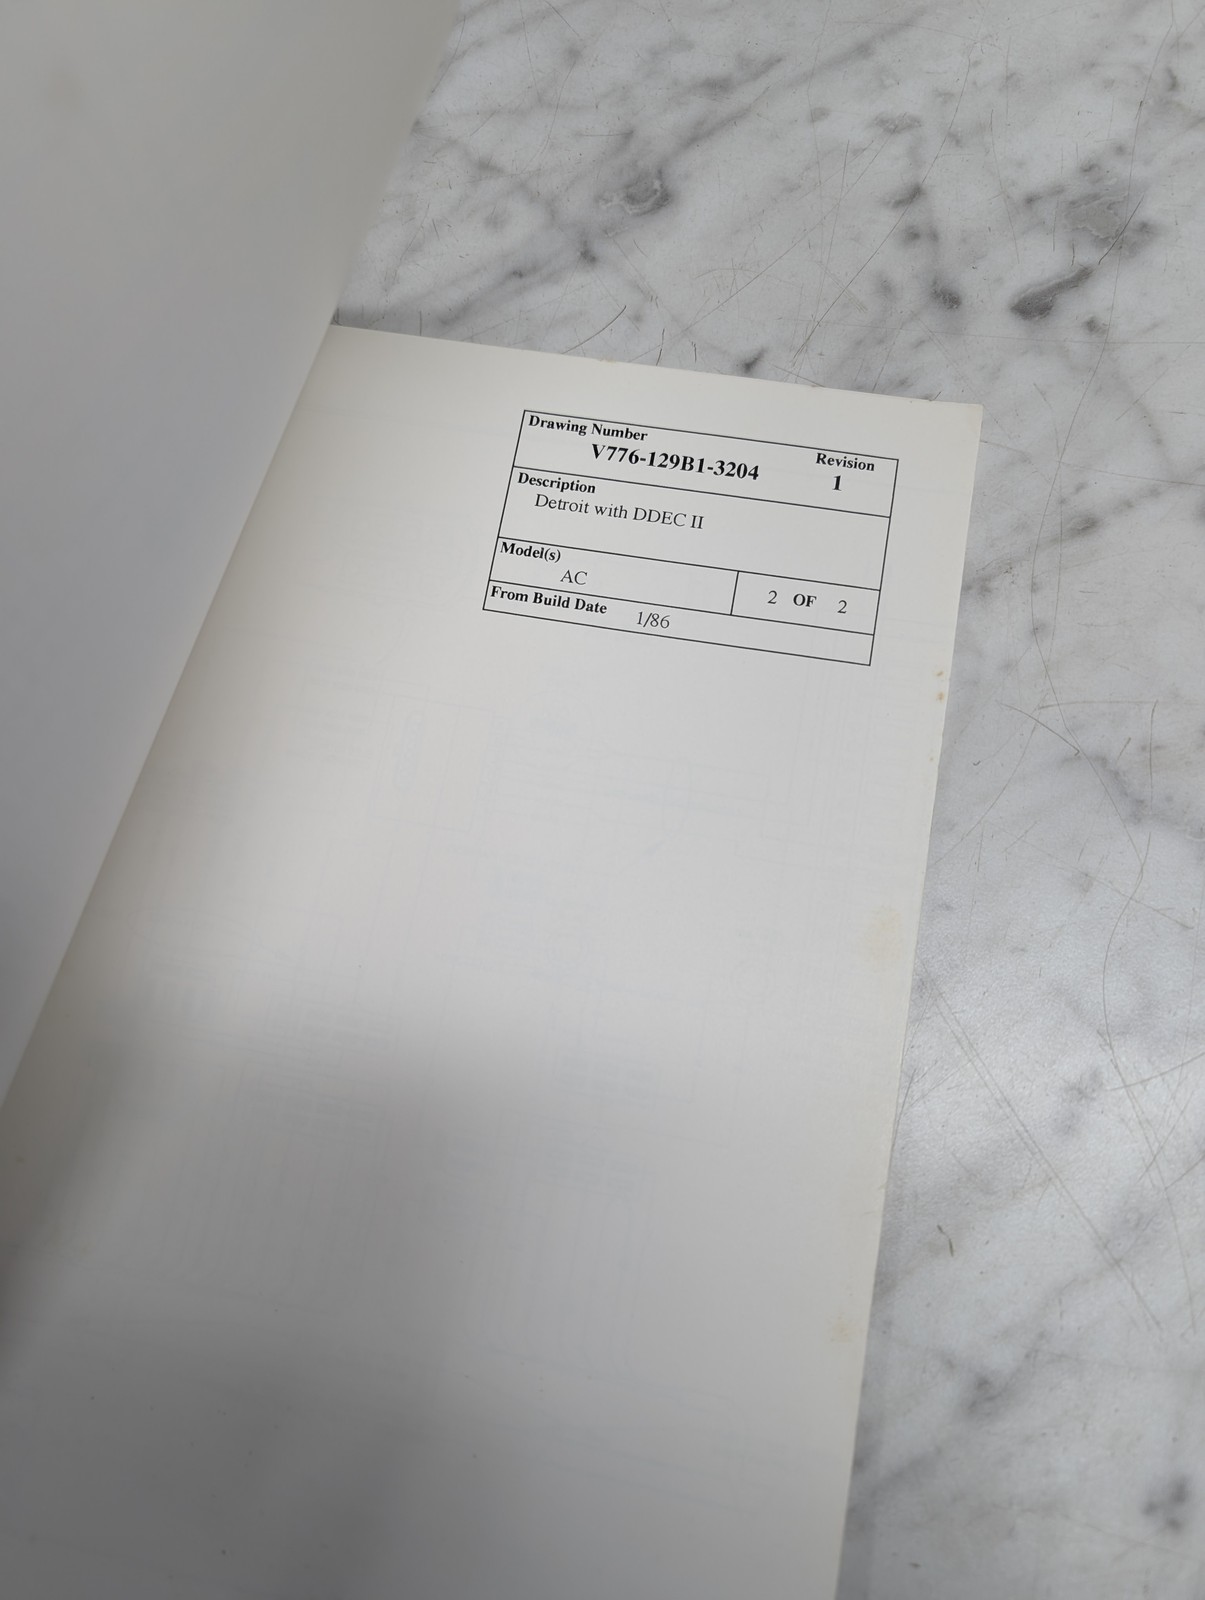 Drawing Number
V776-129B1-3204
Revision
1
Description
Detroit with DDEC II
Model(s)
AC
2 OF 2
From Build Date 1/86